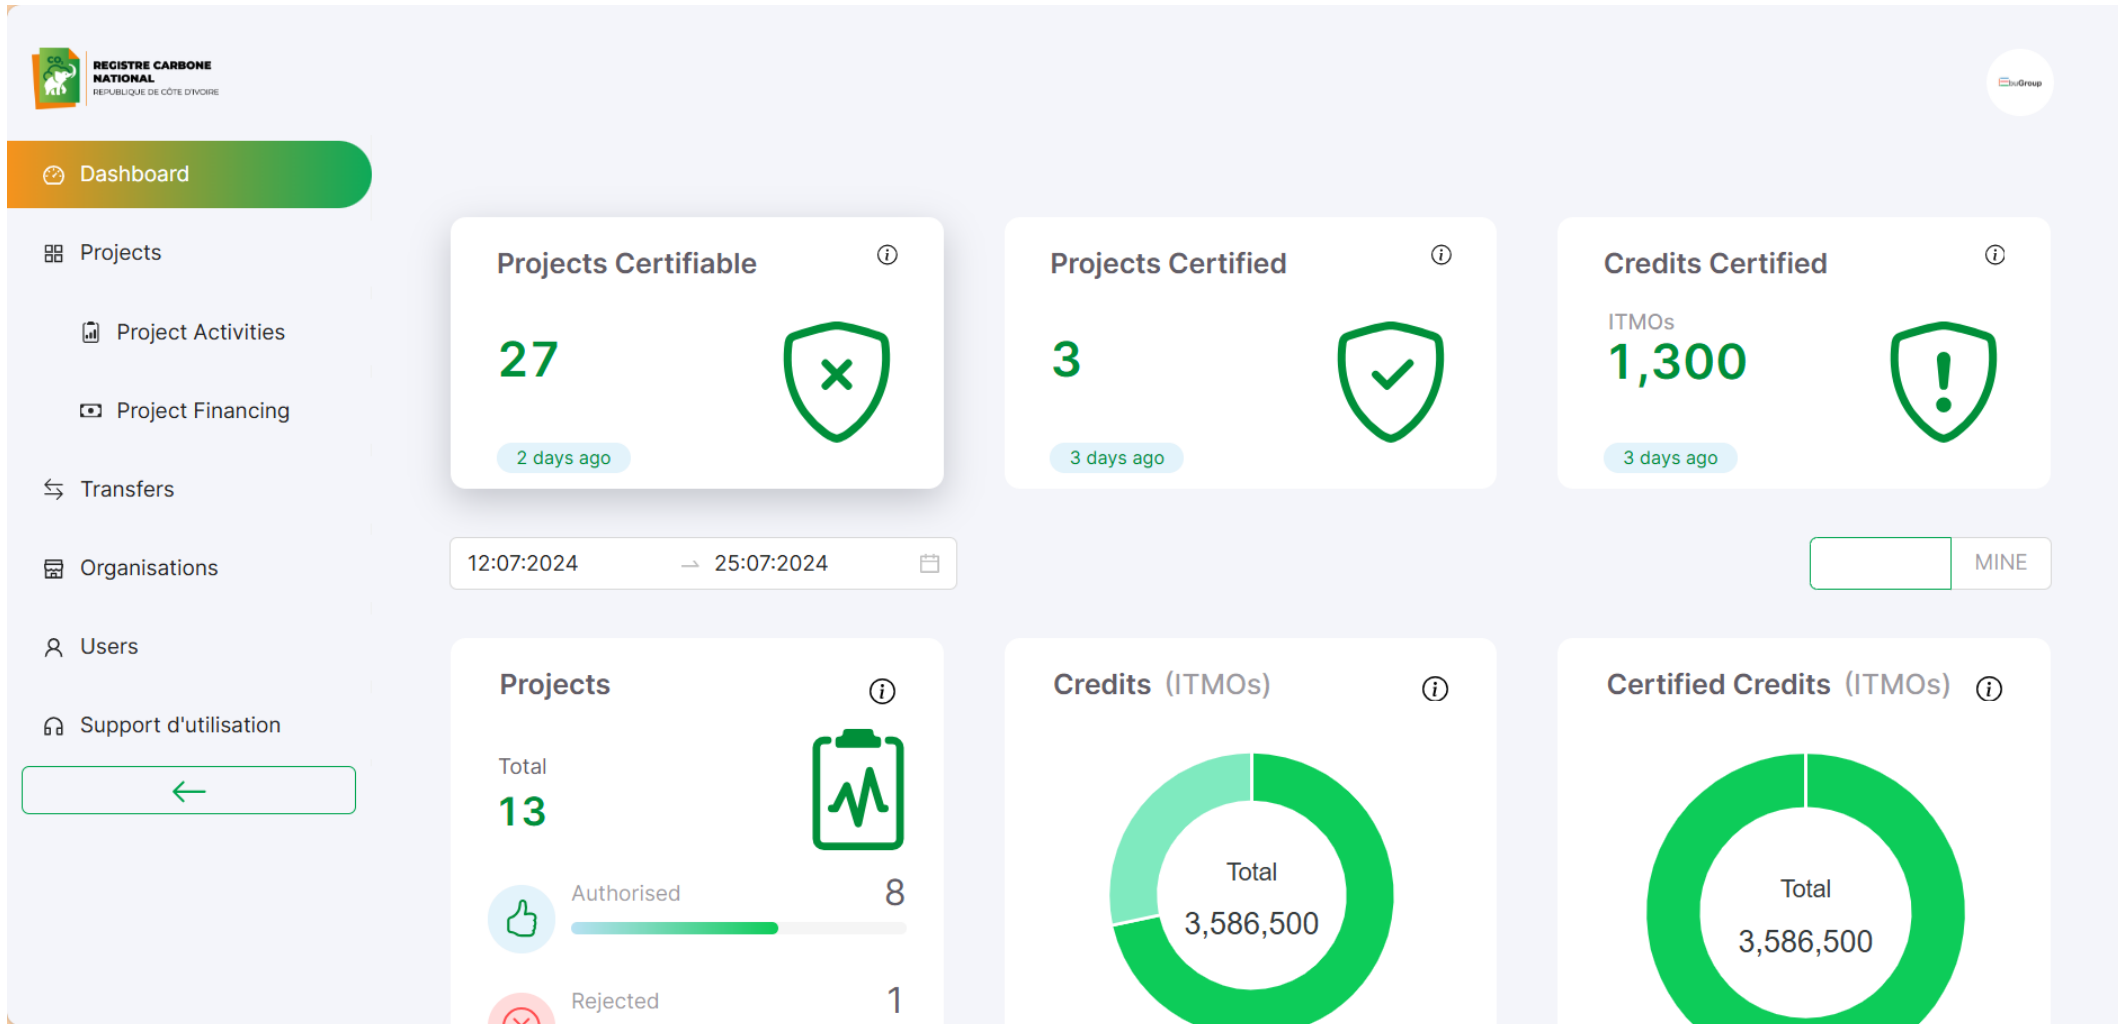 CO₂
REGISTRE CARBONE
NATIONAL
REPUBLIQUE DE CÔTE D'IVOIRE
EbuGroup
Dashboard
Projects
Project Activities
Project Financing
Transfers
Organisations
Users
Support d'utilisation
Projects Certifiable
27
2 days ago
Projects Certified
3
3 days ago
Credits Certified
ITMOs
1,300
3 days ago
12:07:2024 → 25:07:2024
MINE
Projects
Total
13
Authorised 8
Rejected 1
Credits (ITMOs)
Total
3,586,500
Certified Credits (ITMOs)
Total
3,586,500